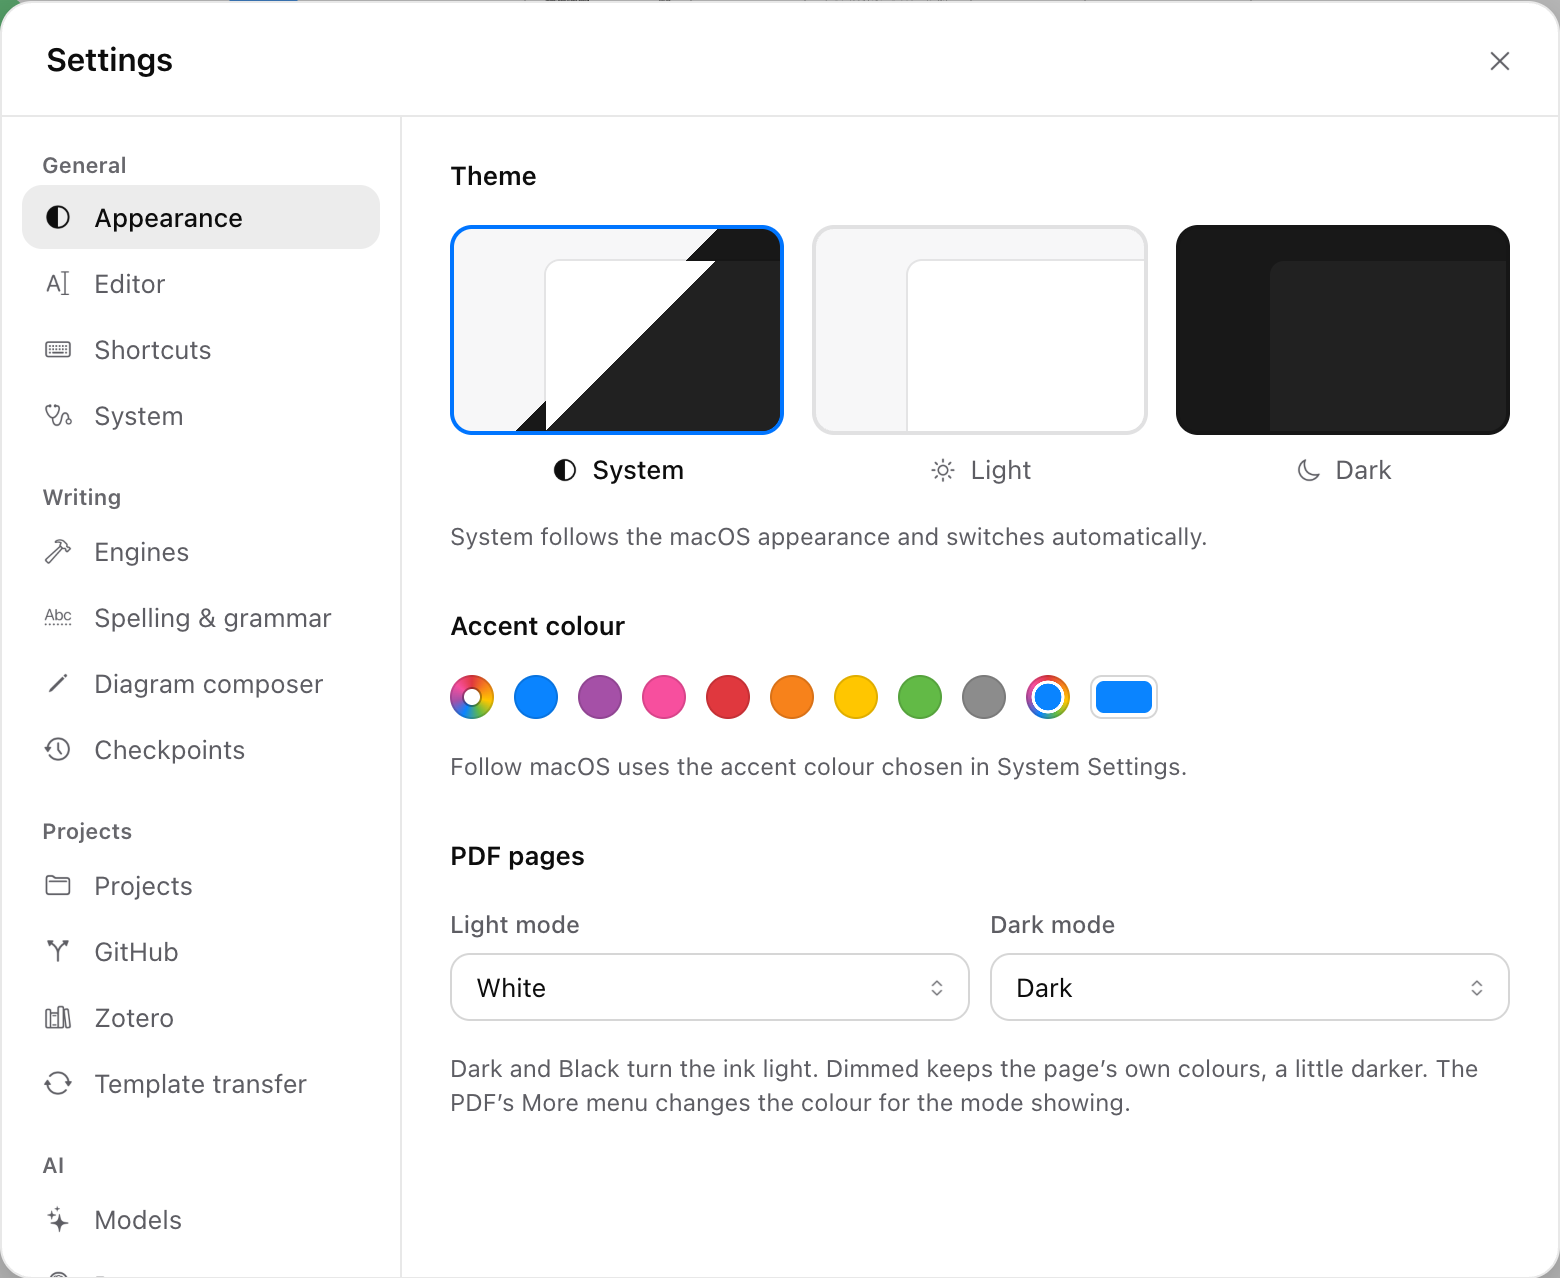 Settings
General
Appearance
Editor
Shortcuts
System
Writing
Engines
Abc
Spelling & grammar
Diagram composer
Checkpoints
Projects
Projects
GitHub
Zotero
Template transfer
AI
Models
Theme
System
Light
Dark
System follows the macOS appearance and switches automatically.
Accent colour
Follow macOS uses the accent colour chosen in System Settings.
PDF pages
Light mode
Dark mode
White
Dark
Dark and Black turn the ink light. Dimmed keeps the page’s own colours, a little darker. The
PDF’s More menu changes the colour for the mode showing.